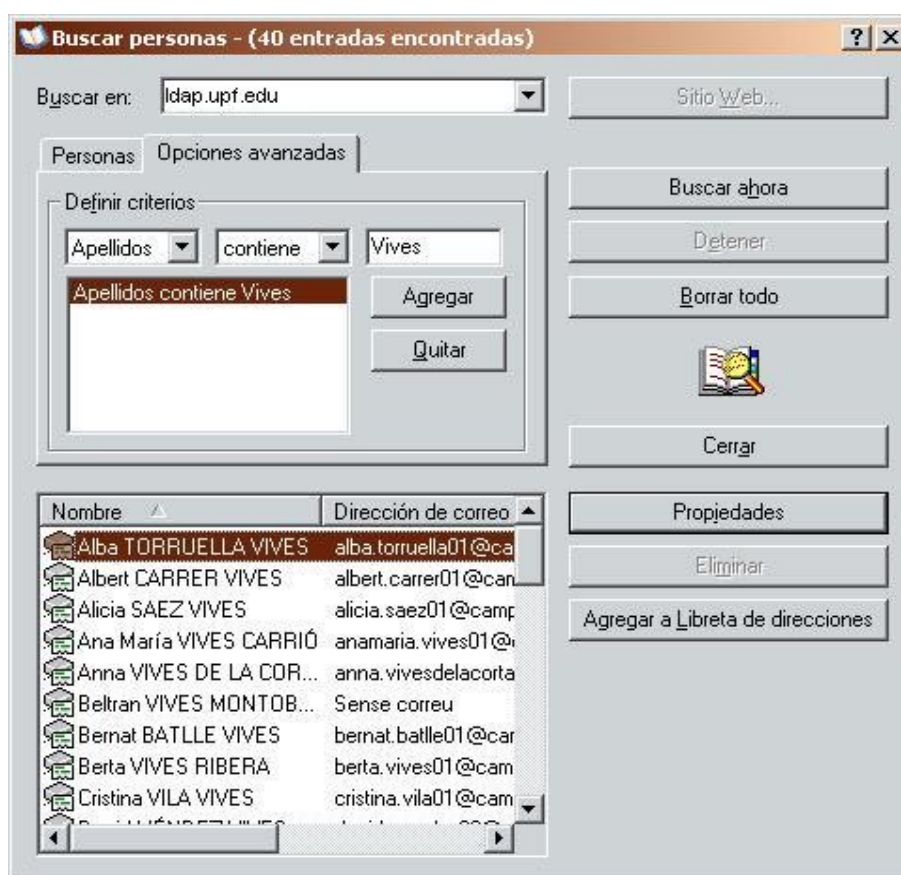 Buscar personas - (40 entradas encontradas)
Buscar en: ldap.upf.edu
Sitio Web...
Personas Opciones avanzadas
Buscar ahora
Definir criterios
Apellidos contiene Vives
Detener
Apellidos contiene Vives
Agregar
Borrar todo
Quitar
Cerrar
Nombre Dirección de correo
Propiedades
Alba TORRUELLA VIVES alba.torruella01@ca
Albert CARRER VIVES albert.carrer01@can
Eliminar
Alicia SAEZ VIVES alicia.saez01@camp
Agregar a Libreta de direcciones
Ana María VIVES CARRIÓ anamaria.vives01@
Anna VIVES DE LA COR... anna.vivesdelacorta
Beltran VIVES MONTOB... Sense correu
Bernat BATLLE VIVES bernat.batlle01@car
Berta VIVES RIBERA berta.vives01@cam
Cristina VILA VIVES cristina.vila01@cam